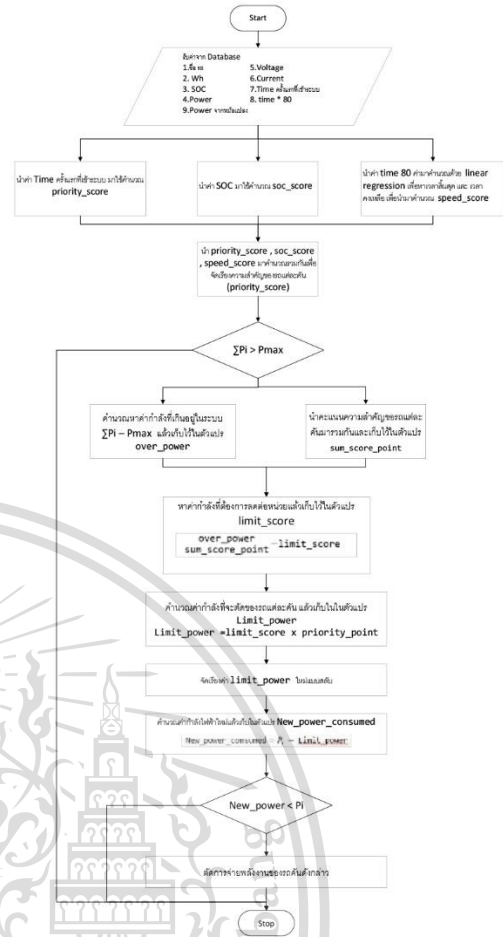 Start
รับค่าจาก Database
1.ชื่อ รถ 5.Voltage
2. Wh 6.Current
3. SOC 7.Time ครั้งแรกที่เข้าระบบ
4.Power 8. time * 80
9.Power จากหม้อแปลง
นำค่า Time ครั้งแรกที่เข้าระบบ มาใช้คำนวณ
priority_score
นำค่า SOC มาใช้คำนวณ soc_score
นำค่า time 80 ค่ามาคำนวณด้วย linear
regression เพื่อหาเวลาสิ้นสุด และ เวลา
คงเหลือ เพื่อนำมาคำนวณ speed_score
นำ priority_score , soc_score
, speed_score มาคำนวณรวมกันเพื่อ
จัดเรียงความสำคัญของรถแต่ละคัน
(priority_score)
∑Pi > Pmax
คำนวณหาค่ากำลังที่เกินอยู่ในระบบ
∑Pi – Pmax แล้วเก็บไว้ในตัวแปร
over_power
นำคะแนนความสำคัญของรถแต่ละ
คันมารวมกันและเก็บไว้ในตัวแปร
sum_score_point
หาค่ากำลังที่ต้องการลดต่อหน่วยแล้วเก็บไว้ในตัวแปร
limit_score
over_power
sum_score_point =limit_score
คำนวณค่ากำลังที่จะตัดของรถแต่ละคัน แล้วเก็บในในตัวแปร
Limit_power
Limit_power =limit_score x priority_point
จัดเรียงค่า limit_power ใหม่แบบสลับ
คำนวณค่ากำลังไฟฟ้าใหม่แล้วเก็บในตัวแปร New_power_consumed
New_power_consumed = Pi – Limit_power
New_power < Pi
ตัดการจ่ายพลังงานของรถคันดังกล่าว
Stop